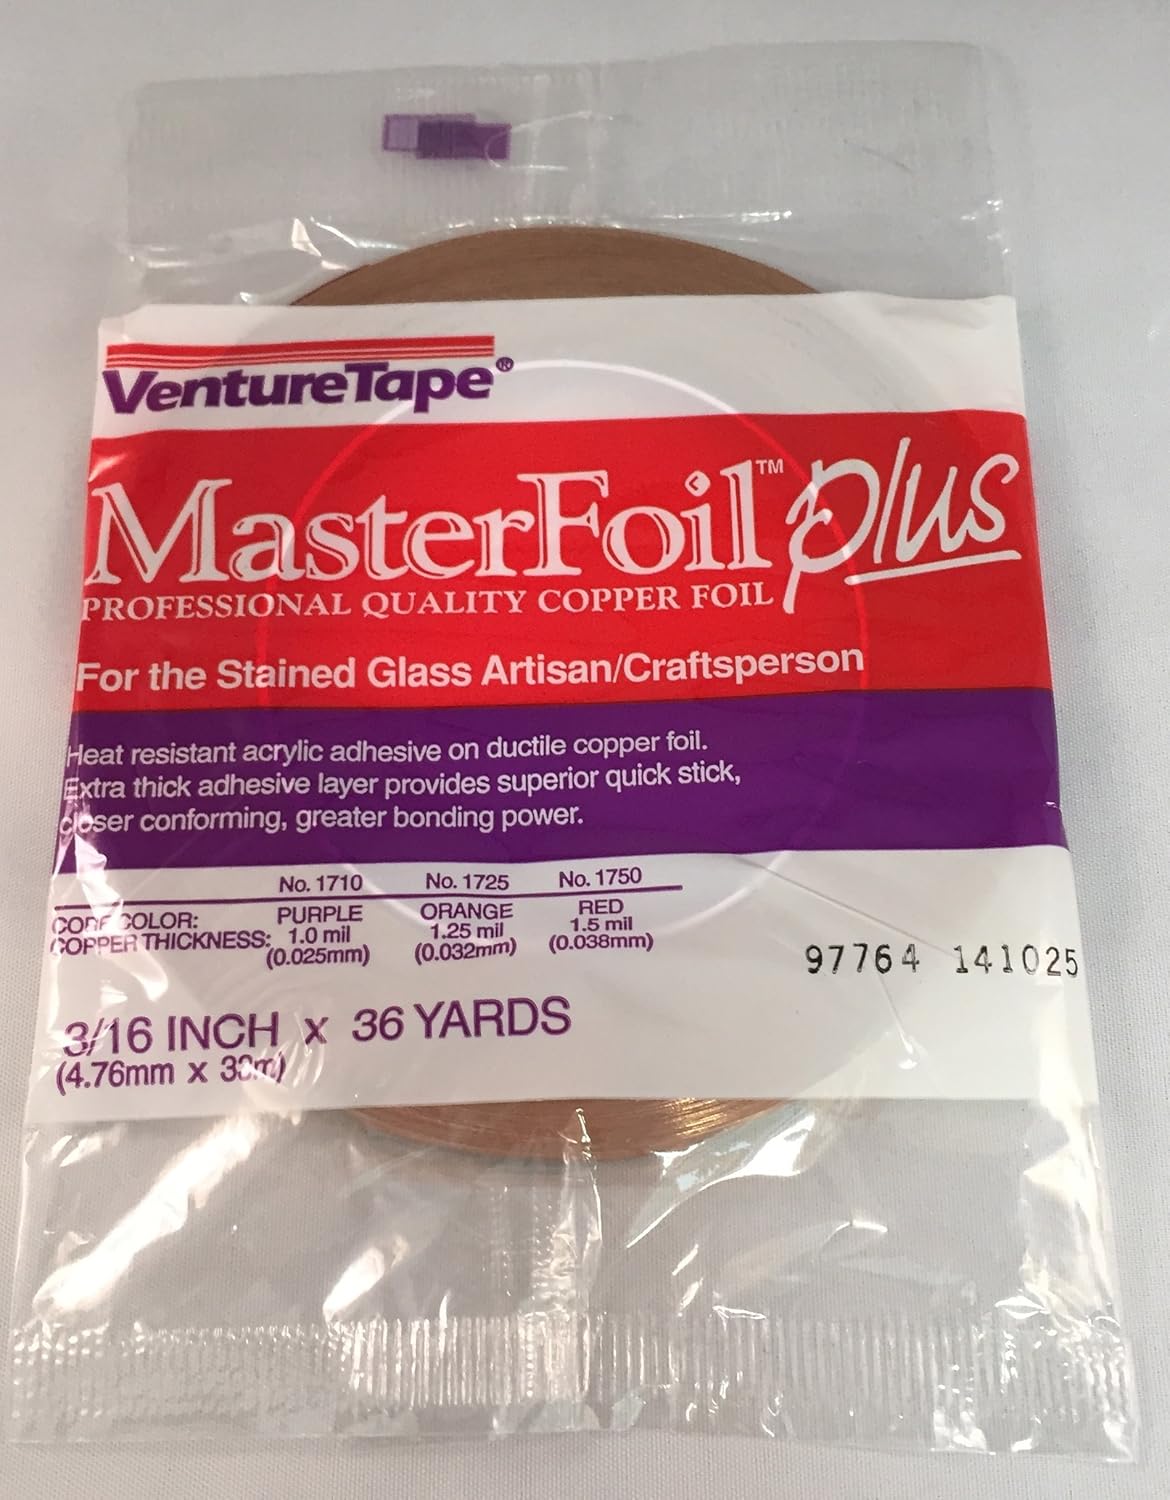 VentureTape®
MasterFoil™ plus
PROFESSIONAL QUALITY COPPER FOIL
For the Stained Glass Artisan/Craftsperson
Heat resistant acrylic adhesive on ductile copper foil.
Extra thick adhesive layer provides superior quick stick,
closer conforming, greater bonding power.
No. 1710 No. 1725 No. 1750
CODE COLOR: PURPLE ORANGE RED
COPPER THICKNESS: 1.0 mil 1.25 mil 1.5 mil
(0.025mm) (0.032mm) (0.038mm)
97764 141025
3/16 INCH x 36 YARDS
(4.76mm x 33m)